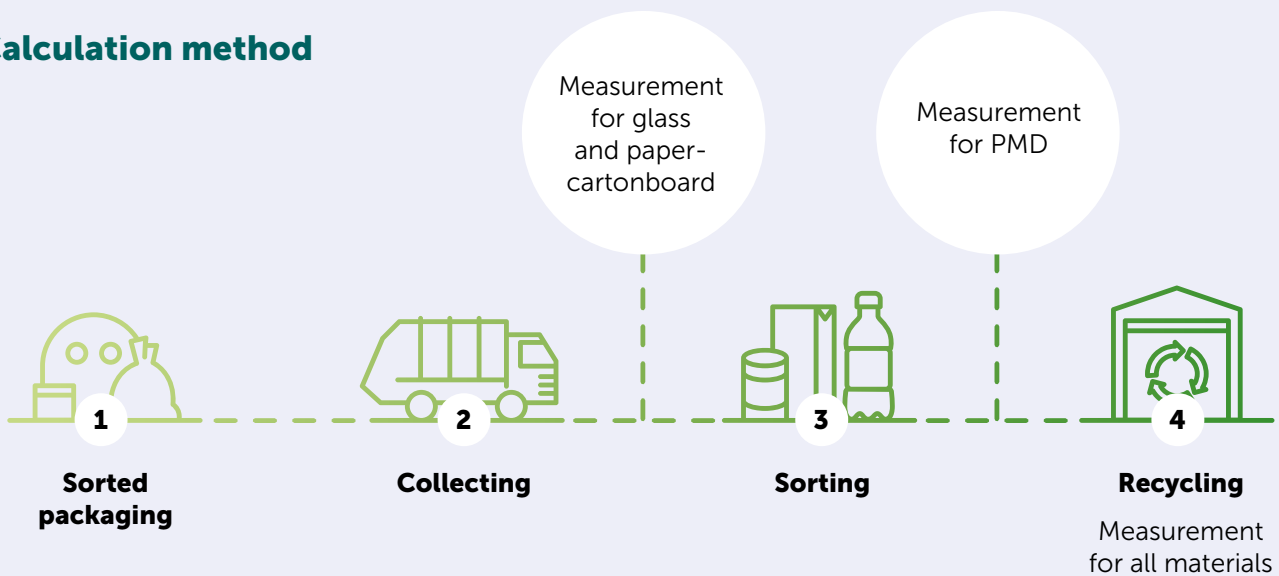 alculation method
Measurement
for glass
and paper-
cartonboard
Measurement
for PMD
1
2
3
4
Sorted
packaging
Collecting
Sorting
Recycling
Measurement
for all materials